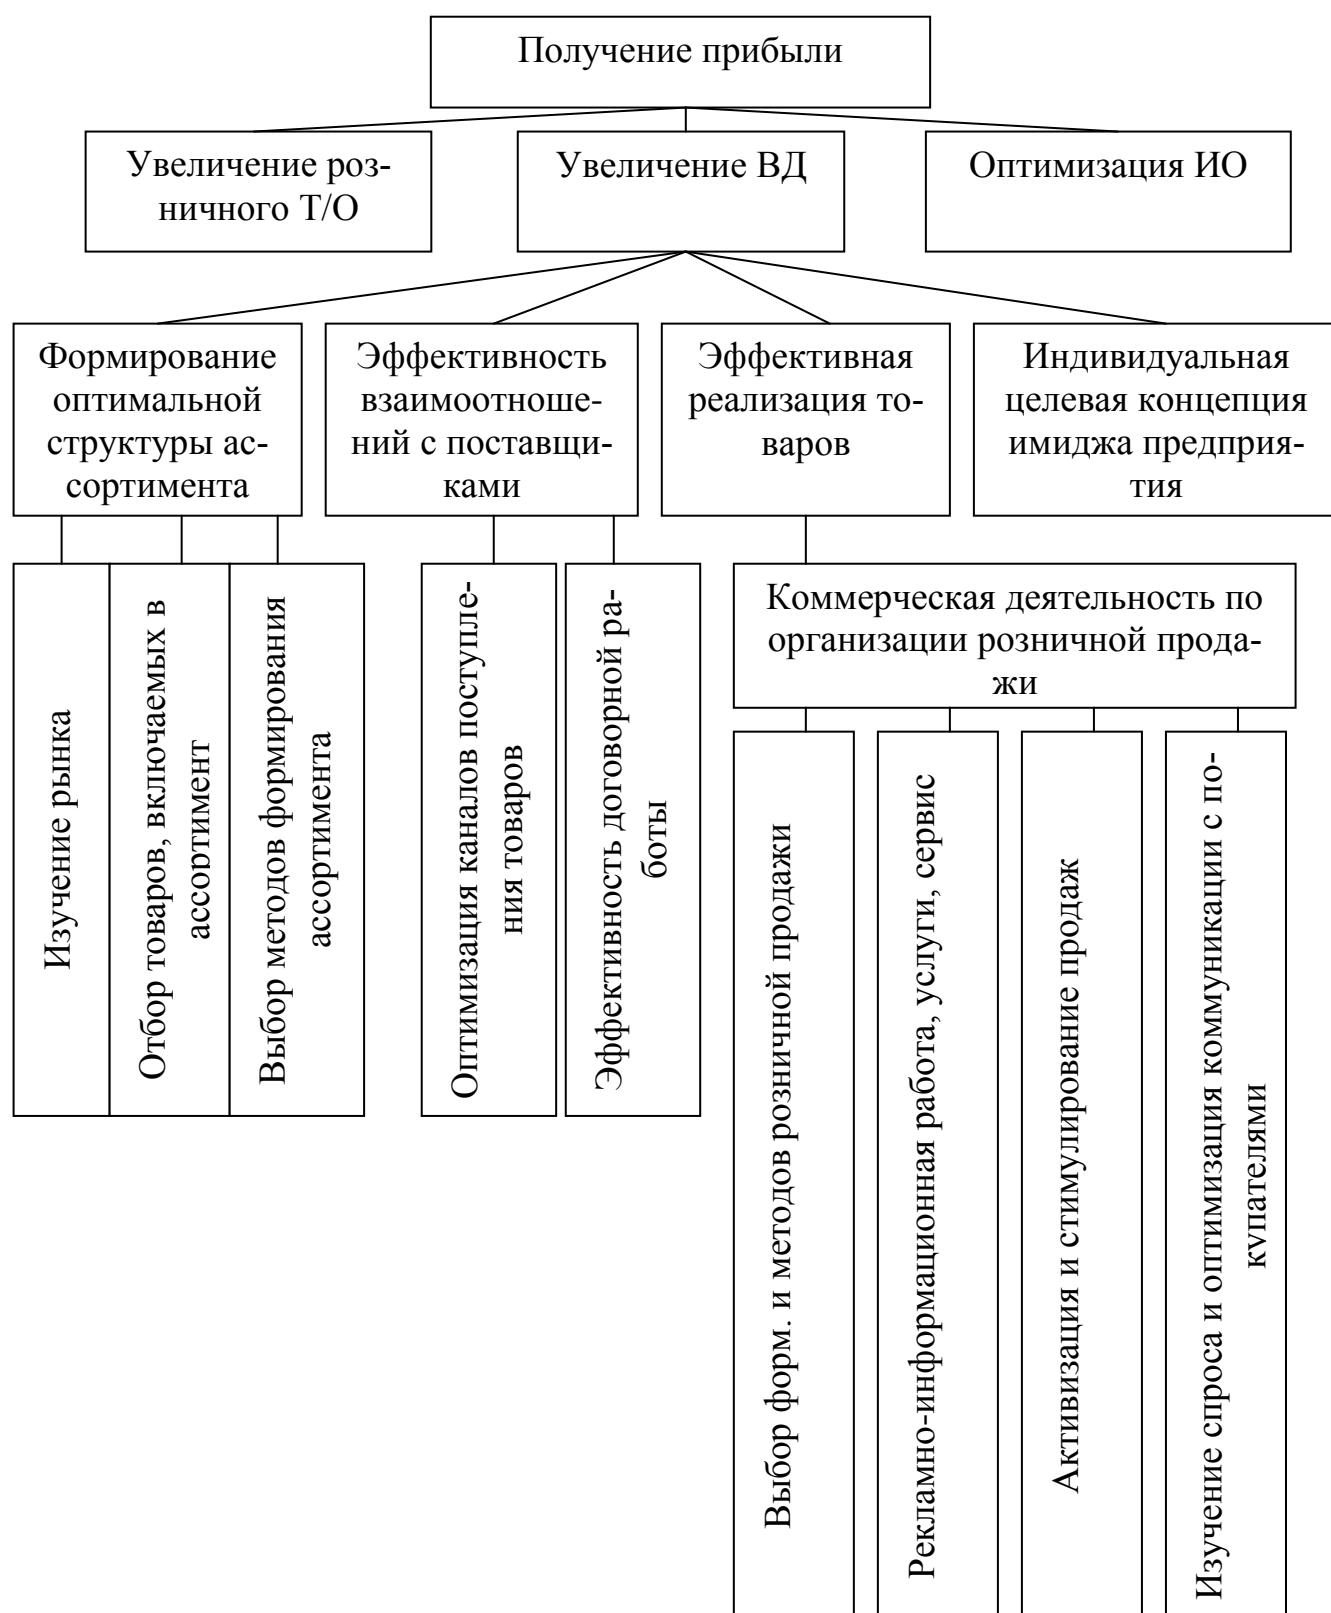 Получение прибыли
Увеличение роз-
ничного Т/О
Увеличение ВД
Оптимизация ИО
Формирование
оптимальной
структуры ас-
сортимента
Эффективность
взаимоотноше-
ний с поставщи-
ками
Эффективная
реализация то-
варов
Индивидуальная
целевая концепция
имиджа предприя-
тия
Изучение рынка
Отбор товаров, включаемых в
ассортимент
Выбор методов формирования
ассортимента
Оптимизация каналов поступле-
ния товаров
Эффективность договорной ра-
боты
Коммерческая деятельность по
организации розничной прода-
жи
Выбор форм. и методов розничной продажи
Рекламно-информационная работа, услуги, сервис
Активизация и стимулирование продаж
Изучение спроса и оптимизация коммуникации с по-
купателями